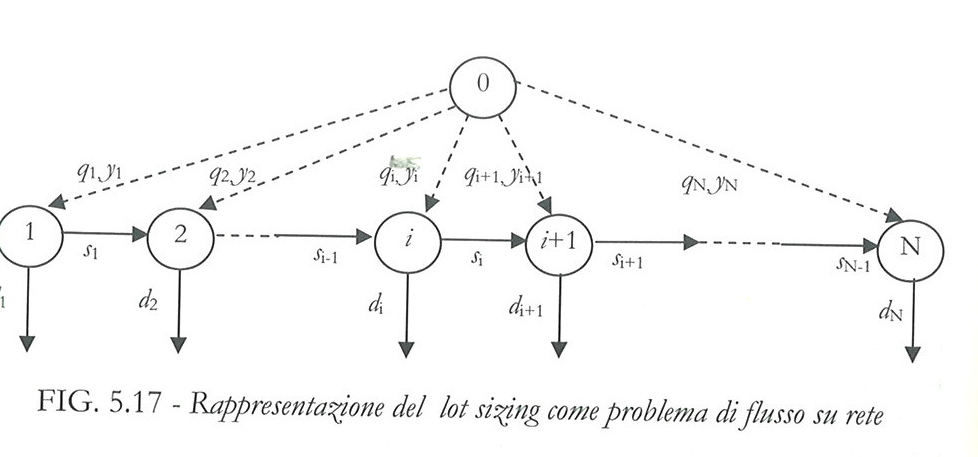 0
q1,y1
q2,y2
qi,yi
qi+1,yi+1
qN,yN
1
s1
2
si-1
i
si
i+1
si+1
sN-1
N
1
d2
di
di+1
dN
FIG. 5.17 - Rappresentazione del lot sizing come problema di flusso su rete